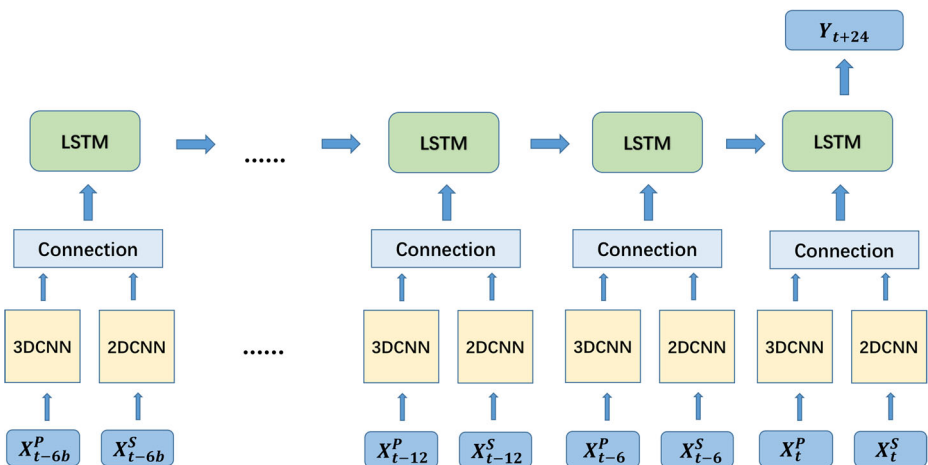 Y_{t+24}
LSTM ...... LSTM LSTM LSTM
Connection Connection Connection Connection
3DCNN 2DCNN ...... 3DCNN 2DCNN 3DCNN 2DCNN 3DCNN 2DCNN
X^P_{t-6b} X^S_{t-6b} X^P_{t-12} X^S_{t-12} X^P_{t-6} X^S_{t-6} X^P_t X^S_t